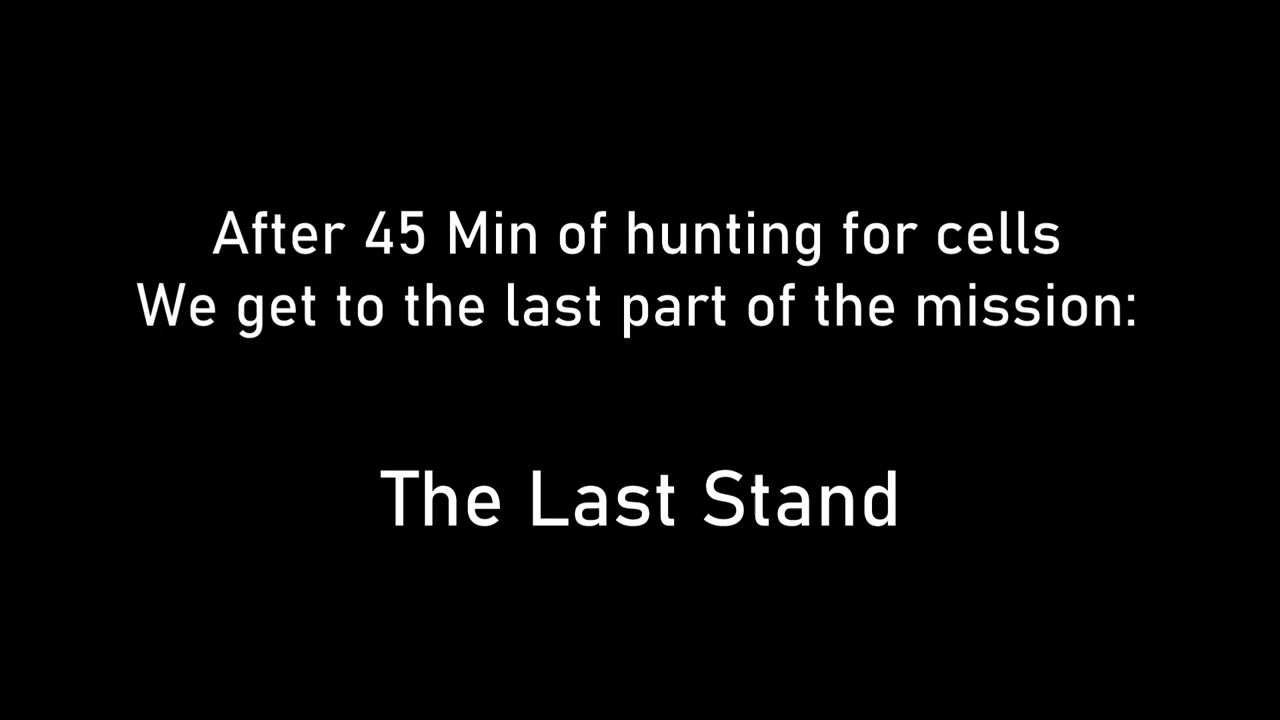 After 45 Min of hunting for cells
We get to the last part of the mission:
The Last Stand